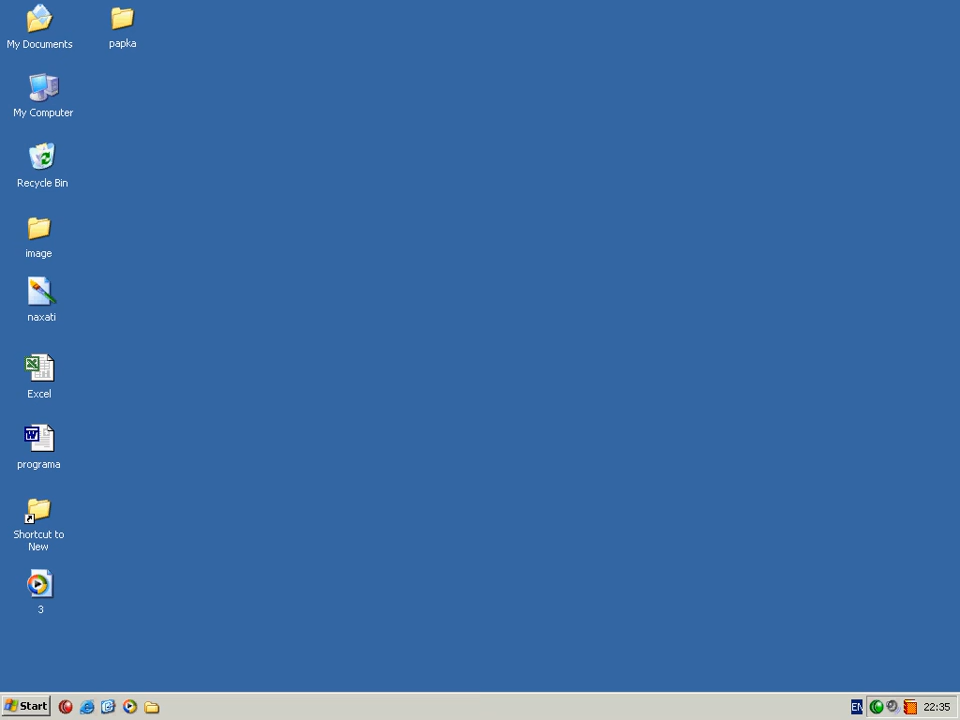 My Documents
papka
My Computer
Recycle Bin
image
naxati
Excel
programa
Shortcut to
New
3
Start
EN
22:35